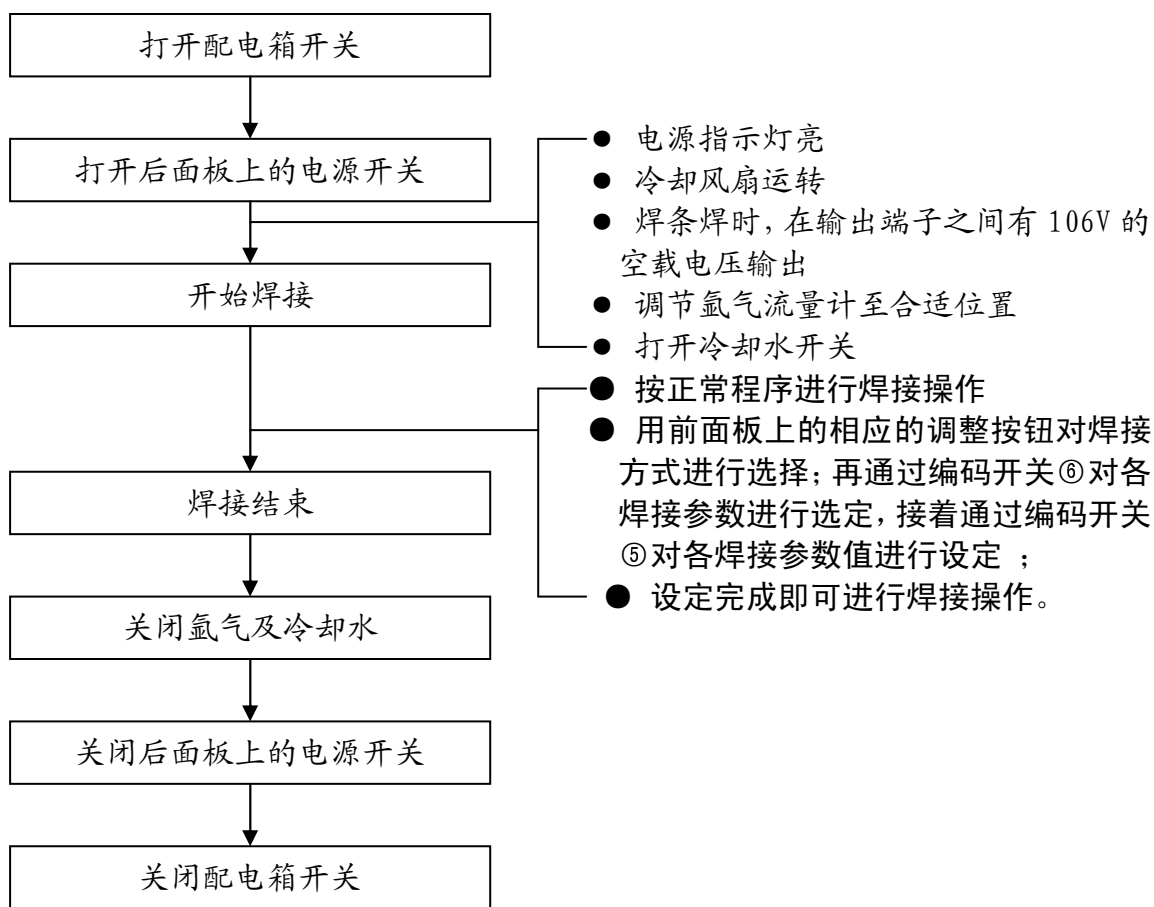 打开配电箱开关
打开后面板上的电源开关
● 电源指示灯亮
● 冷却风扇运转
● 焊条焊时，在输出端子之间有 106V 的
空载电压输出
开始焊接
● 调节氩气流量计至合适位置
● 打开冷却水开关
● 按正常程序进行焊接操作
● 用前面板上的相应的调整按钮对焊接
方式进行选择；再通过编码开关⑥对各
焊接参数进行选定，接着通过编码开关
⑤对各焊接参数值进行设定 ；
● 设定完成即可进行焊接操作。
焊接结束
关闭氩气及冷却水
关闭后面板上的电源开关
关闭配电箱开关